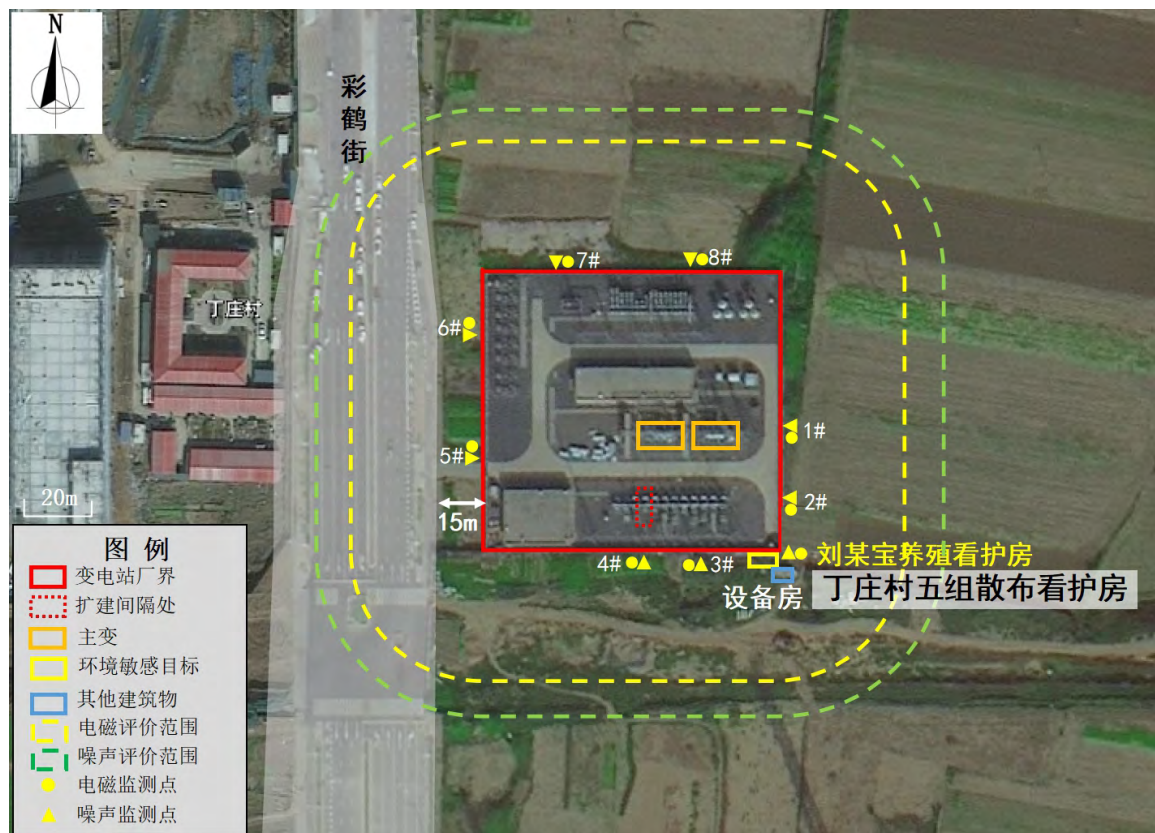 N
彩鹤街
丁庄村
7#
8#
6#
5#
1#
2#
4#
3#
15m
20m
刘某宝养殖看护房
设备房
丁庄村五组散布看护房
图 例
变电站厂界
扩建间隔处
主变
环境敏感目标
其他建筑物
电磁评价范围
噪声评价范围
电磁监测点
噪声监测点